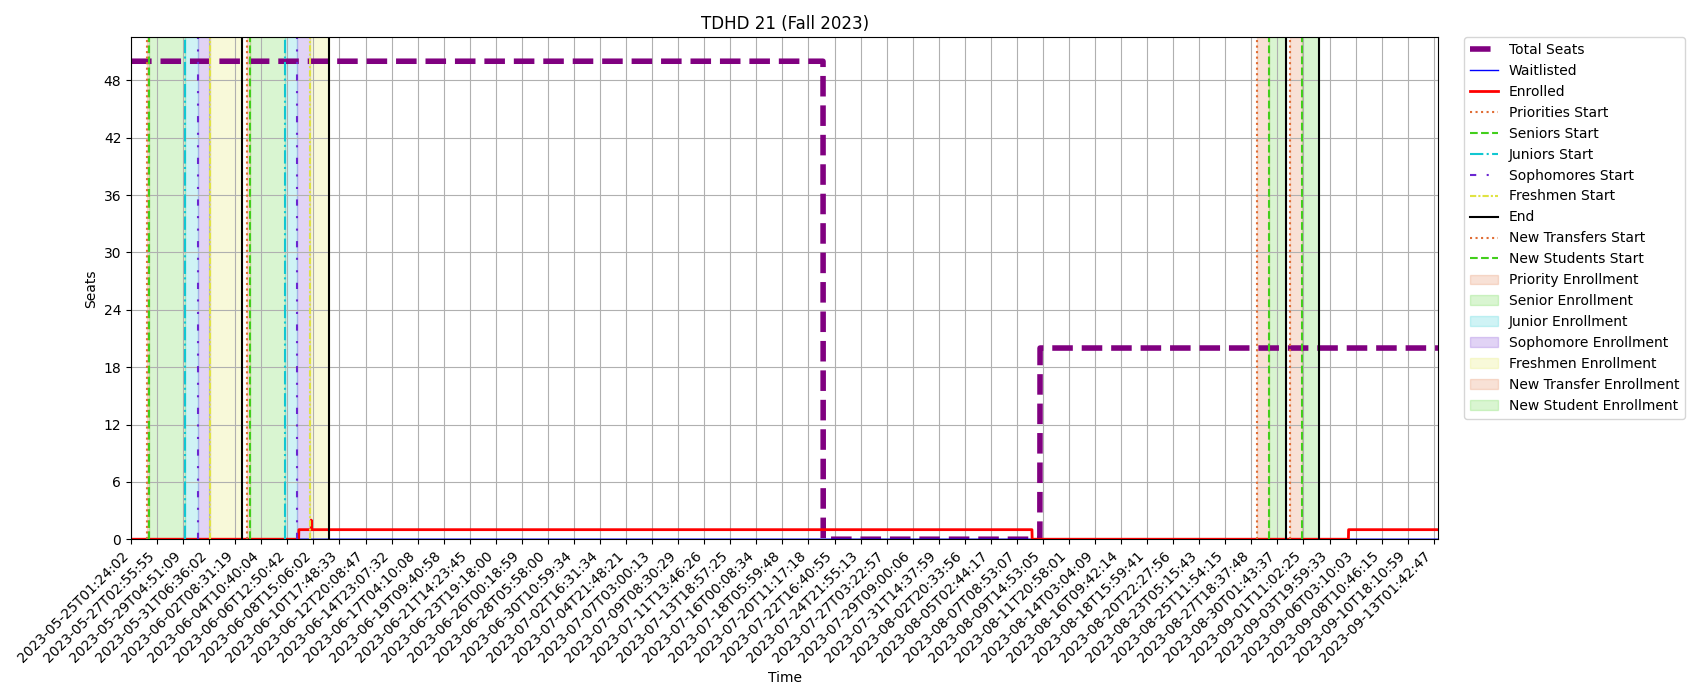 TDHD 21 (Fall 2023)
Seats
48
42
36
30
24
18
12
6
0
2023-05-25T01:24:02
2023-05-27T02:55:55
2023-05-29T04:51:09
2023-05-31T06:36:02
2023-06-02T08:31:19
2023-06-04T10:40:04
2023-06-06T12:50:42
2023-06-08T15:06:02
2023-06-10T17:48:33
2023-06-12T20:08:47
2023-06-14T23:07:32
2023-06-17T04:10:08
2023-06-19T09:40:58
2023-06-21T14:23:45
2023-06-23T19:18:00
2023-06-26T00:18:59
2023-06-28T05:58:00
2023-06-30T10:59:34
2023-07-02T16:31:34
2023-07-04T21:48:21
2023-07-07T03:00:13
2023-07-09T08:30:29
2023-07-11T13:46:26
2023-07-13T18:57:25
2023-07-16T00:08:34
2023-07-18T05:59:48
2023-07-20T11:17:18
2023-07-22T16:40:55
2023-07-24T21:55:13
2023-07-27T03:22:57
2023-07-29T09:00:06
2023-07-31T14:37:59
2023-08-02T20:33:56
2023-08-05T02:44:17
2023-08-07T08:53:07
2023-08-09T14:53:05
2023-08-11T20:58:01
2023-08-14T03:04:09
2023-08-16T09:42:14
2023-08-18T15:59:41
2023-08-20T22:27:56
2023-08-23T05:15:43
2023-08-25T11:54:15
2023-08-27T18:37:48
2023-08-30T01:43:37
2023-09-01T11:02:25
2023-09-03T19:59:33
2023-09-06T03:10:03
2023-09-08T10:46:15
2023-09-10T18:10:59
2023-09-13T01:42:47
Time
Total Seats
Waitlisted
Enrolled
Priorities Start
Seniors Start
Juniors Start
Sophomores Start
Freshmen Start
End
New Transfers Start
New Students Start
Priority Enrollment
Senior Enrollment
Junior Enrollment
Sophomore Enrollment
Freshmen Enrollment
New Transfer Enrollment
New Student Enrollment